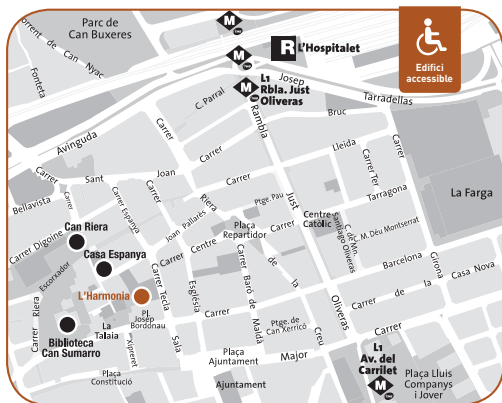 Parc de
Can Buxeres
Torrent de Can Nyac
Fonteta
M
M
M
R
L'Hospitalet
Edifici
accessible
L1
Rbla. Just
Oliveras
Josep
Tarradellas
Avinguda
C. Parral
Rambla
Bruc
Carrer
Lleida
Carrer
Carrer
Carrer
Carrer
Sant
Joan
Carrer
Carrer Ter
Tarragona
La Farga
Bellavista
Carrer Espanya
Joan Pallarès
Riera
Ptge. Pau
Just
Centre
Catòlic
Carrer Digoine
Can Riera
Casa Espanya
Carrer
Centre
Plaça
Repartidor
Carrer
C. de Mn.
Santiago Oliveras
M. Déu Montserrat
Barcelona
Girona
Casa Nova
Escorxador
L'Harmonia
Carrer Tecla
Sala
Església
Carrer Baró de
Maldà
de
la
Carrer
de
la
Carrer Riera
La
Talaia
Pl.
Josep
Bordonau
Xipreret
Ptge. de
Can Xerricó
Creu
Oliveras
Carrer
Biblioteca
Can Sumarro
Plaça
Constitució
Plaça
Ajuntament
Major
Ajuntament
L1
Av. del
Carrilet
M
Plaça Lluis
Companys
i Jover